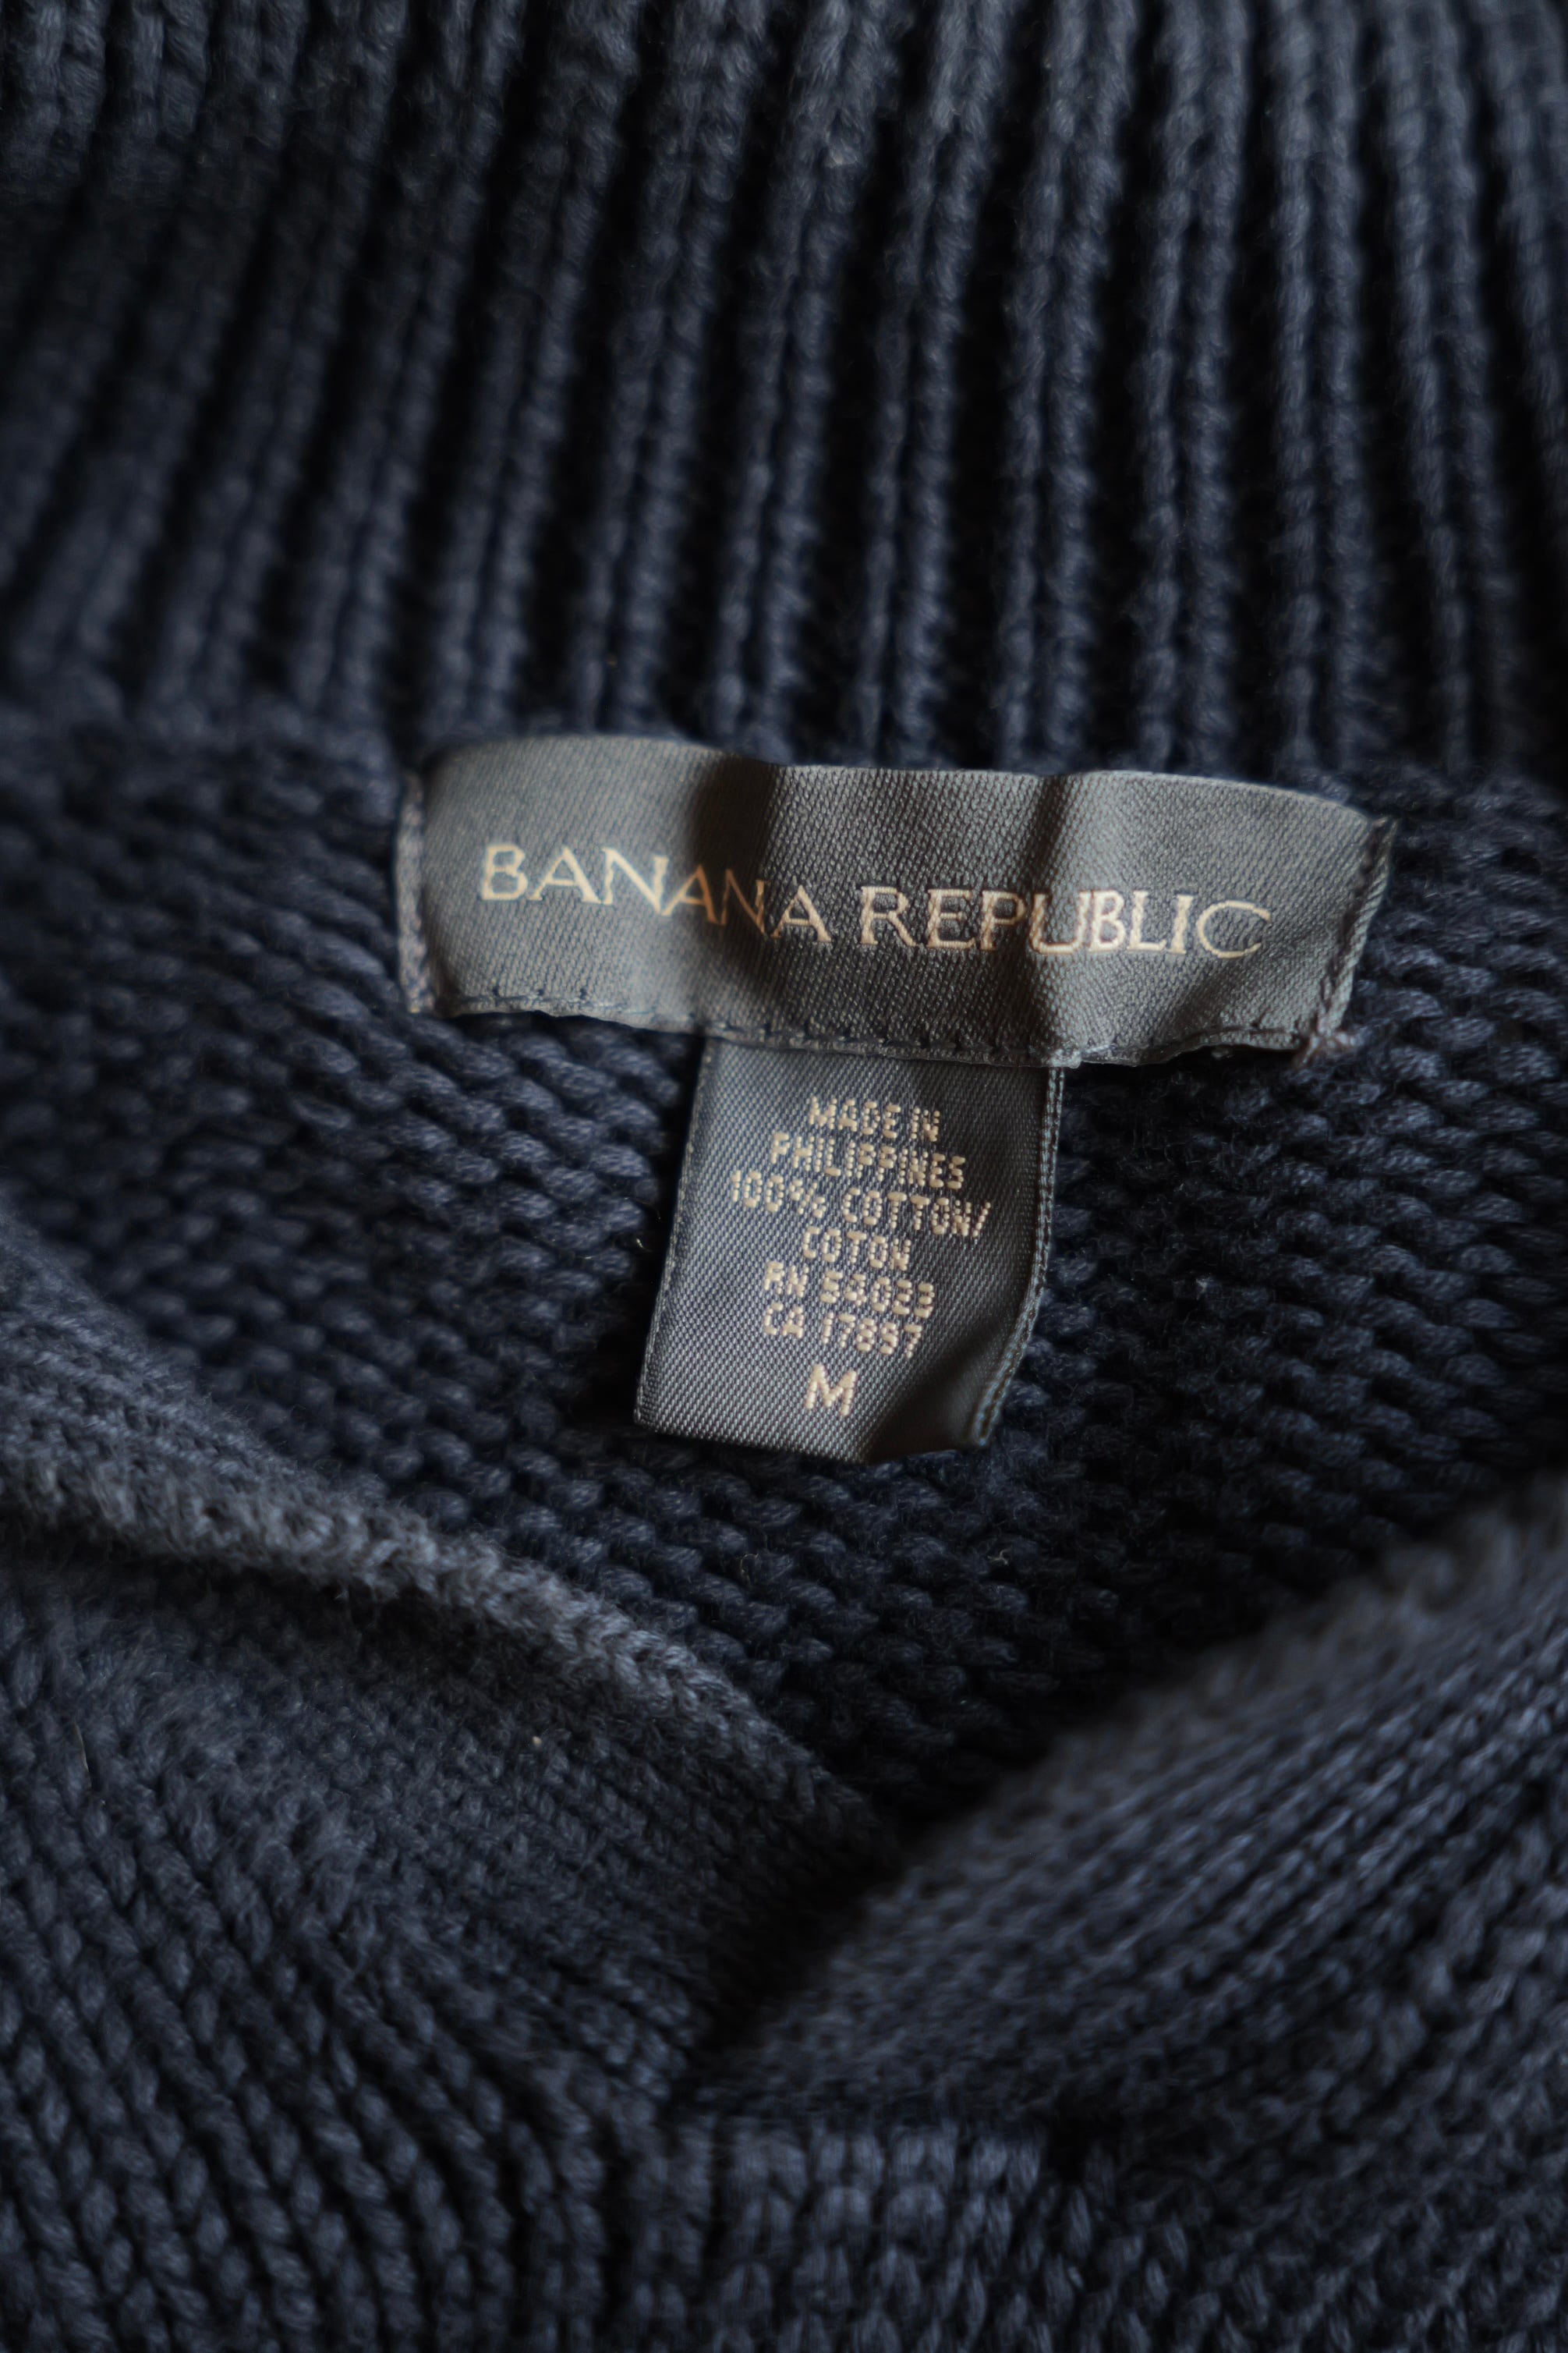 BANANA REPUBLIC
MADE IN
PHILIPPINES
100% COTTON/
COTON
RN 54023
CA 17897
M